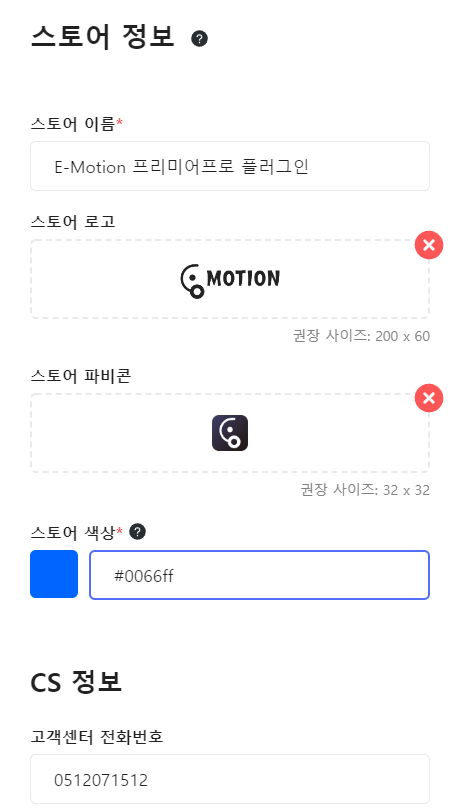 스토어 정보 ?
스토어 이름*
E-Motion 프리미어프로 플러그인
스토어 로고
MOTION
권장 사이즈: 200 x 60
스토어 파비콘
권장 사이즈: 32 x 32
스토어 색상* ?
#0066ff
CS 정보
고객센터 전화번호
0512071512